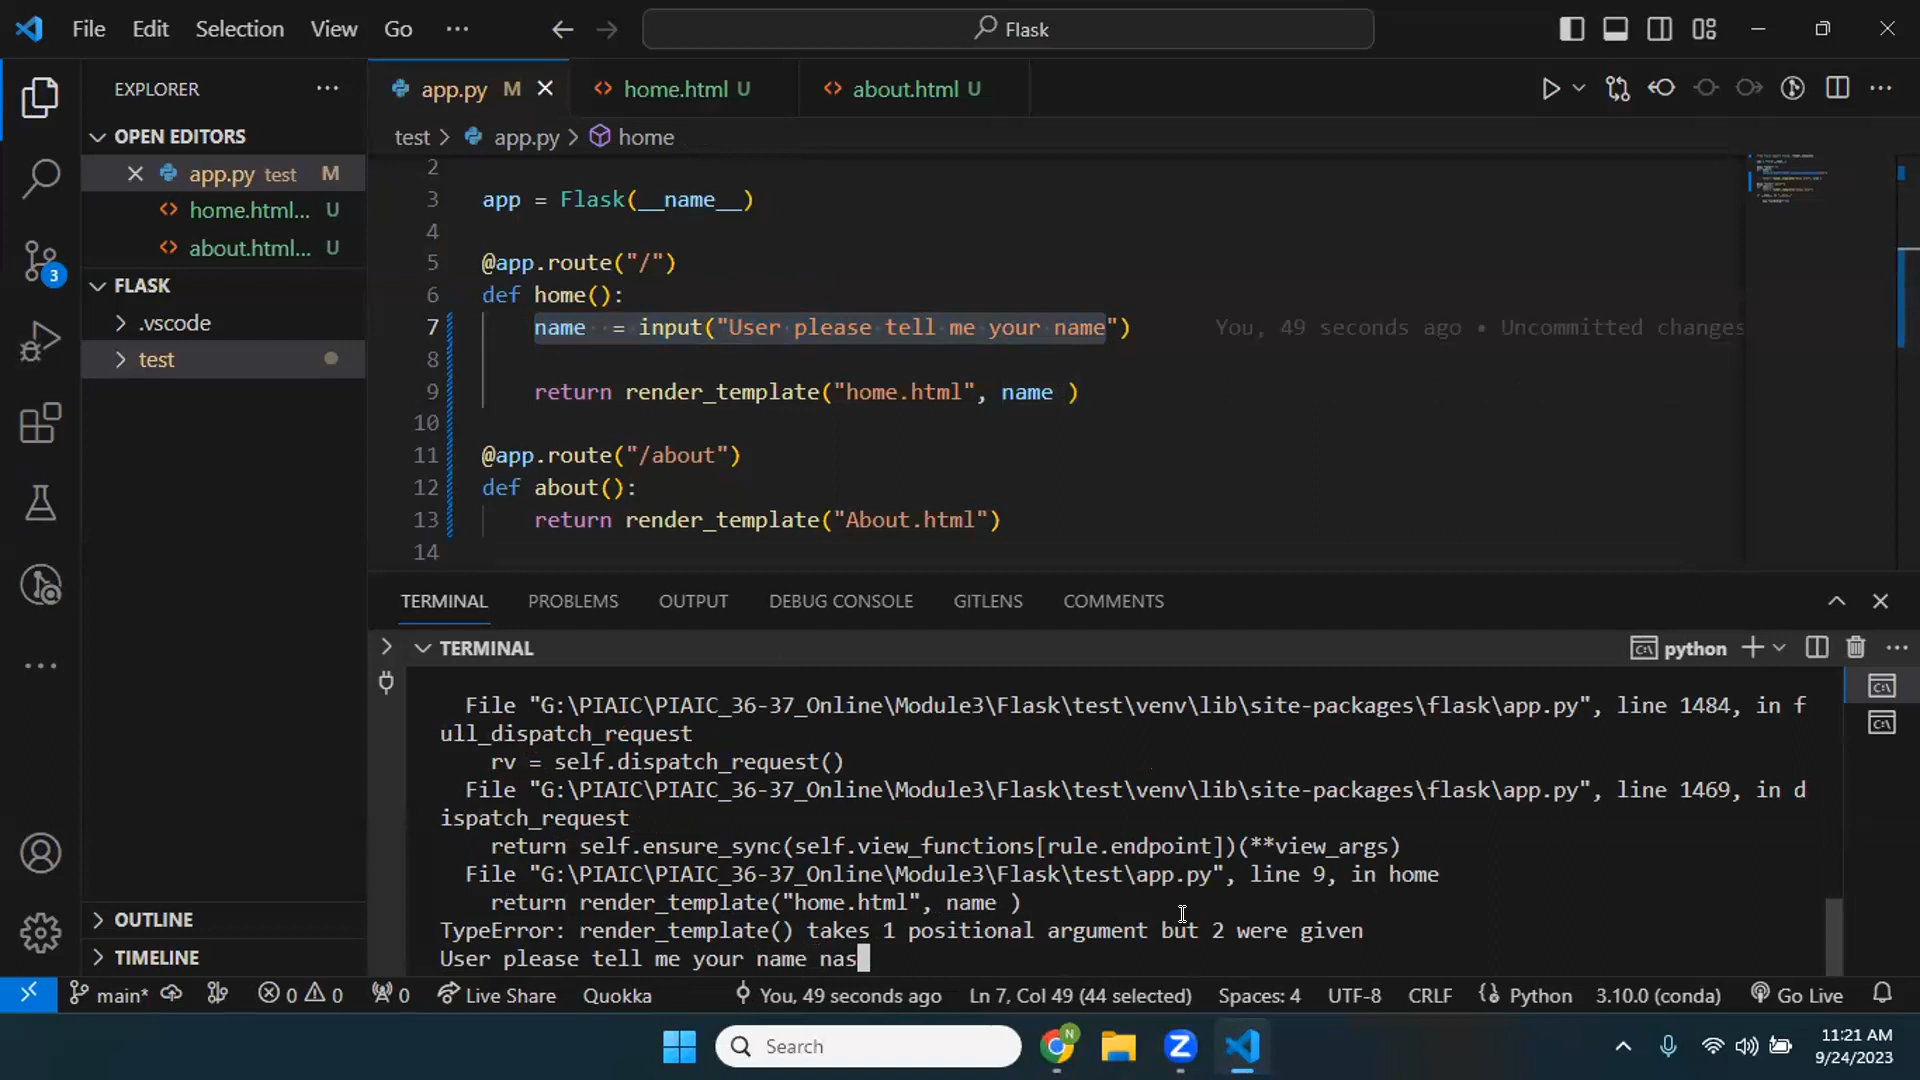 File Edit Selection View Go ··· Flask
EXPLORER
OPEN EDITORS
app.py test M
home.html... U
about.html... U
FLASK
.vscode
test
OUTLINE
TIMELINE
app.py M home.html U about.html U
test > app.py > home
2
3 app = Flask(__name__)
4
5 @app.route("/")
6 def home():
7 name  = input("User please tell me your name") You, 49 seconds ago • Uncommitted changes
8
9 return render_template("home.html", name )
10
11 @app.route("/about")
12 def about():
13 return render_template("About.html")
14
TERMINAL PROBLEMS OUTPUT DEBUG CONSOLE GITLENS COMMENTS
TERMINAL python
File "G:\PIAIC\PIAIC_36-37_Online\Module3\Flask\test\venv\lib\site-packages\flask\app.py", line 1484, in f
ull_dispatch_request
rv = self.dispatch_request()
File "G:\PIAIC\PIAIC_36-37_Online\Module3\Flask\test\venv\lib\site-packages\flask\app.py", line 1469, in d
ispatch_request
return self.ensure_sync(self.view_functions[rule.endpoint])(**view_args)
File "G:\PIAIC\PIAIC_36-37_Online\Module3\Flask\test\app.py", line 9, in home
return render_template("home.html", name )
TypeError: render_template() takes 1 positional argument but 2 were given
User please tell me your name nas
main* 0 0 0 Live Share Quokka You, 49 seconds ago Ln 7, Col 49 (44 selected) Spaces: 4 UTF-8 CRLF Python 3.10.0 (conda) Go Live
3
Search
N
11:21 AM
9/24/2023